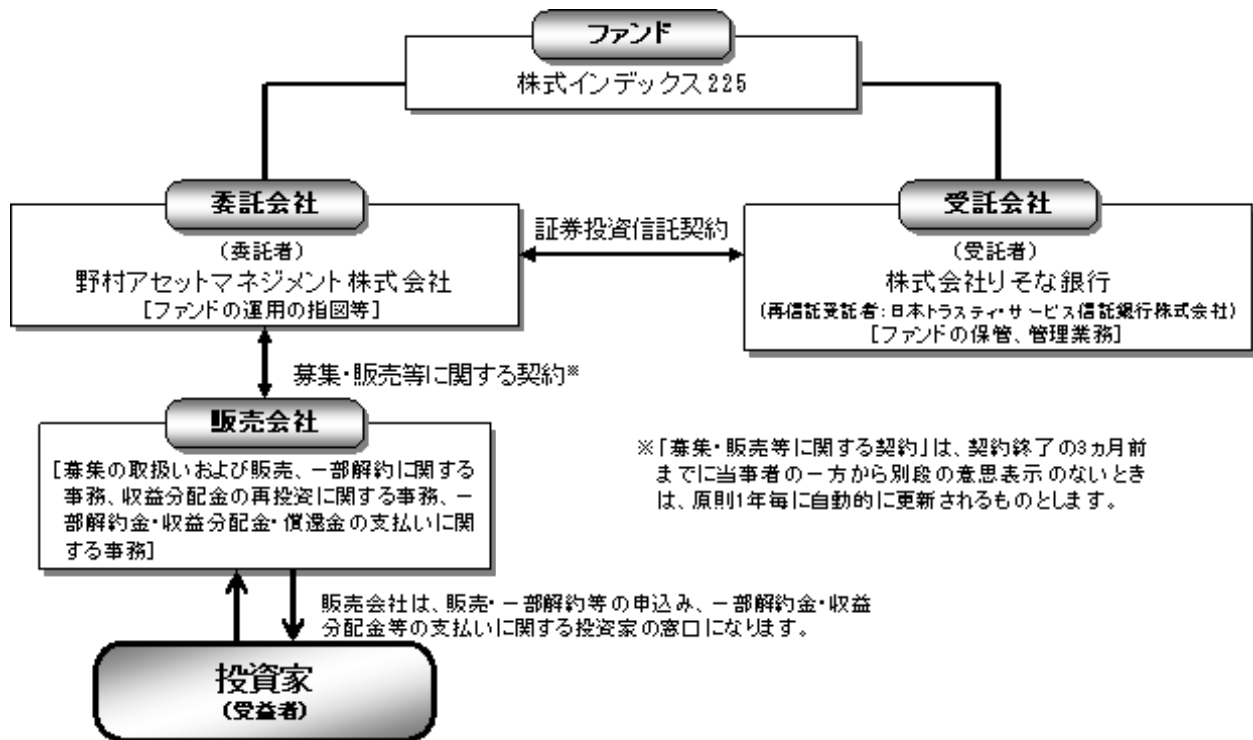 ファンド
株式インデックス225
委託会社
(委託者)
野村アセットマネジメント株式会社
[ファンドの運用の指図等]
証券投資信託契約
受託会社
(受託者)
株式会社りそな銀行
(再信託受託者:日本トラスティ・サービス信託銀行株式会社)
[ファンドの保管、管理業務]
募集・販売等に関する契約※
販売会社
[募集の取扱いおよび販売、一部解約に関する
事務、収益分配金の再投資に関する事務、一
部解約金・収益分配金・償還金の支払いに関
する事務]
※「募集・販売等に関する契約」は、契約終了の3ヵ月前
までに当事者の一方から別段の意思表示のないとき
は、原則1年毎に自動的に更新されるものとします。
販売会社は、販売・一部解約等の申込み、一部解約金・収益
分配金等の支払いに関する投資家の窓口になります。
投資家
(受益者)